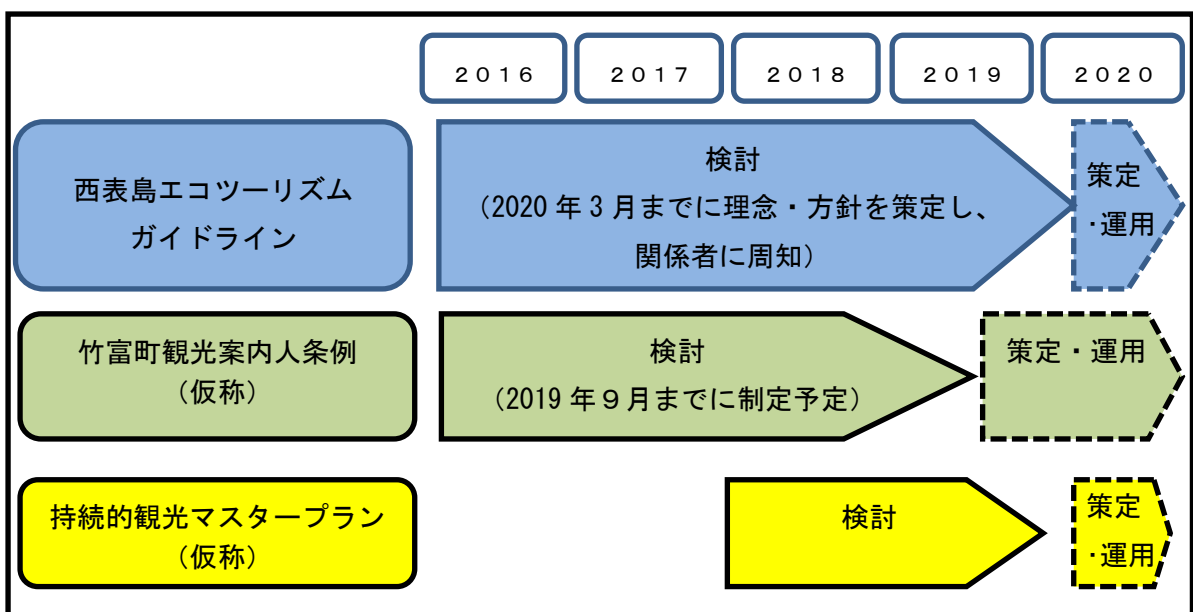 ２０１６ ２０１７ ２０１８ ２０１９ ２０２０
西表島エコツーリズム
ガイドライン
検討
（2020 年 3 月までに理念・方針を策定し、
関係者に周知）
策定
・運用
竹富町観光案内人条例
（仮称）
検討
（2019 年９月までに制定予定）
策定・運用
持続的観光マスタープラン
（仮称）
検討
策定
・運用